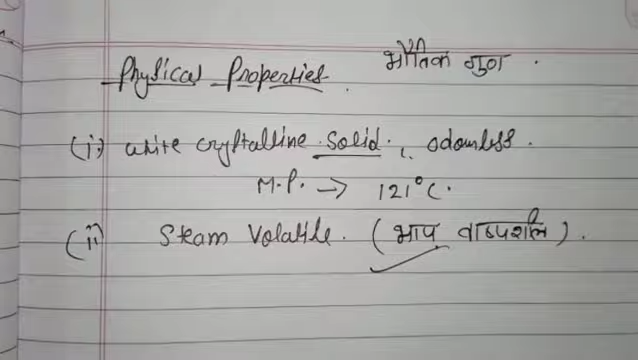 Physical Properties. भौतिक गुण .
(i) white crystalline solid, odourless.
M.P. → 121°C.
(ii) Steam Volatile. (भाप वाष्पशील).